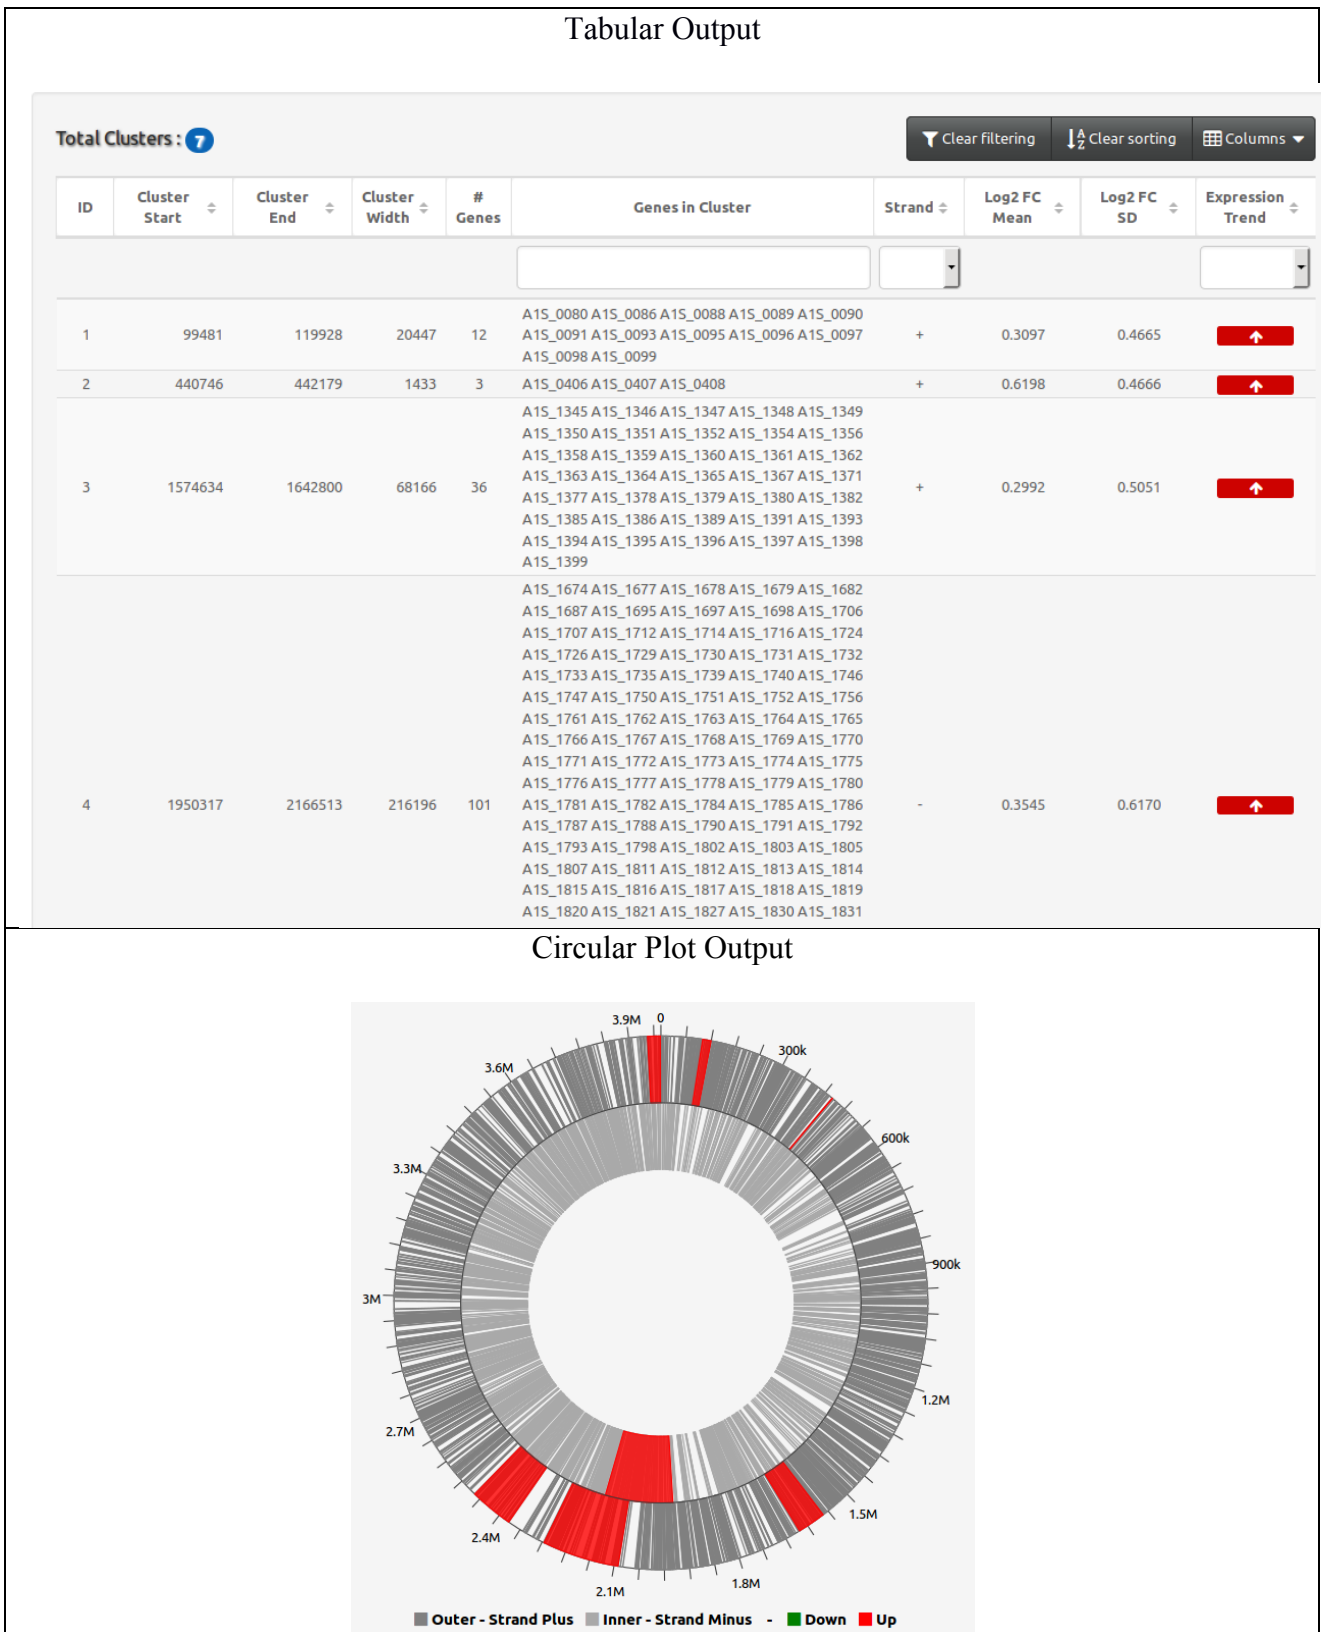 Tabular Output
Total Clusters : 7
Clear filtering
Clear sorting
Columns
ID
Cluster Start
Cluster End
Cluster Width
# Genes
Genes in Cluster
Strand
Log2 FC Mean
Log2 FC SD
Expression Trend
A1S_0080 A1S_0086 A1S_0088 A1S_0089 A1S_0090
1 99481 119928 20447 12 A1S_0091 A1S_0093 A1S_0095 A1S_0096 A1S_0097 + 0.3097 0.4665
A1S_0098 A1S_0099
2 440746 442179 1433 3 A1S_0406 A1S_0407 A1S_0408 + 0.6198 0.4666
A1S_1345 A1S_1346 A1S_1347 A1S_1348 A1S_1349
A1S_1350 A1S_1351 A1S_1352 A1S_1354 A1S_1356
A1S_1358 A1S_1359 A1S_1360 A1S_1361 A1S_1362
3 1574634 1642800 68166 36 A1S_1363 A1S_1364 A1S_1365 A1S_1367 A1S_1371 + 0.2992 0.5051
A1S_1377 A1S_1378 A1S_1379 A1S_1380 A1S_1382
A1S_1385 A1S_1386 A1S_1389 A1S_1391 A1S_1393
A1S_1394 A1S_1395 A1S_1396 A1S_1397 A1S_1398
A1S_1399
A1S_1674 A1S_1677 A1S_1678 A1S_1679 A1S_1682
A1S_1687 A1S_1695 A1S_1697 A1S_1698 A1S_1706
A1S_1707 A1S_1712 A1S_1714 A1S_1716 A1S_1724
A1S_1726 A1S_1729 A1S_1730 A1S_1731 A1S_1732
A1S_1733 A1S_1735 A1S_1739 A1S_1740 A1S_1746
A1S_1747 A1S_1750 A1S_1751 A1S_1752 A1S_1756
A1S_1761 A1S_1762 A1S_1763 A1S_1764 A1S_1765
A1S_1766 A1S_1767 A1S_1768 A1S_1769 A1S_1770
A1S_1771 A1S_1772 A1S_1773 A1S_1774 A1S_1775
A1S_1776 A1S_1777 A1S_1778 A1S_1779 A1S_1780
4 1950317 2166513 216196 101 A1S_1781 A1S_1782 A1S_1784 A1S_1785 A1S_1786 - 0.3545 0.6170
A1S_1787 A1S_1788 A1S_1790 A1S_1791 A1S_1792
A1S_1793 A1S_1798 A1S_1802 A1S_1803 A1S_1805
A1S_1807 A1S_1811 A1S_1812 A1S_1813 A1S_1814
A1S_1815 A1S_1816 A1S_1817 A1S_1818 A1S_1819
A1S_1820 A1S_1821 A1S_1827 A1S_1830 A1S_1831
Circular Plot Output
3.9M
0
300k
3.6M
600k
3.3M
900k
3M
1.2M
2.7M
1.5M
2.4M
1.8M
2.1M
Outer - Strand Plus Inner - Strand Minus - Down Up